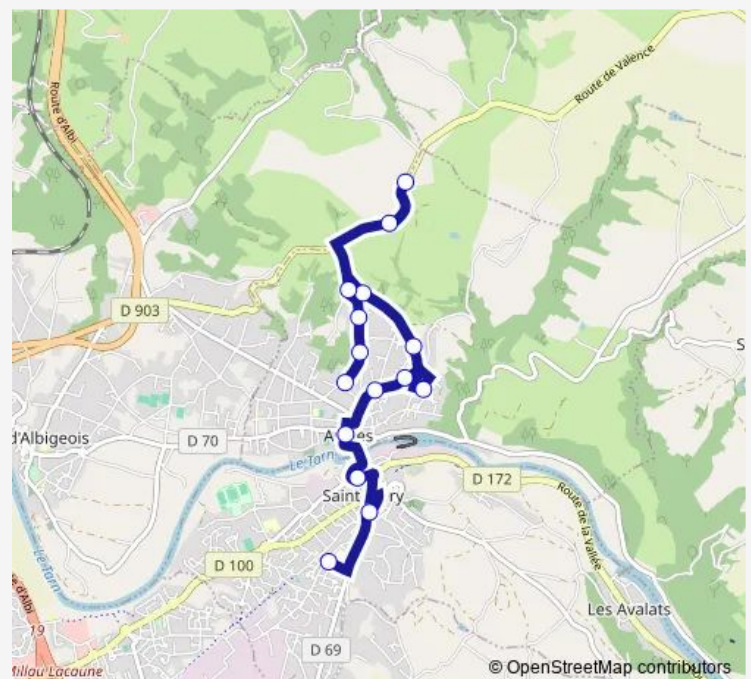 Route de Valence
Route d'Albi
D 903
d'Albigeois
D 70
Le Tarn
D 172
Route de la Vallée
D 100
Le Tarn
Les Avalats
19
D 69
Millau Lacaune
© OpenStreetMap contributors